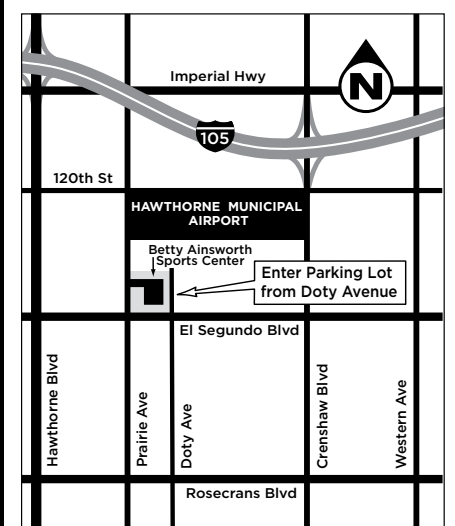 Imperial Hwy
N
105
120th St
HAWTHORNE MUNICIPAL
AIRPORT
Betty Ainsworth
Sports Center
Enter Parking Lot
from Doty Avenue
El Segundo Blvd
Hawthorne Blvd
Prairie Ave
Doty Ave
Crenshaw Blvd
Western Ave
Rosecrans Blvd